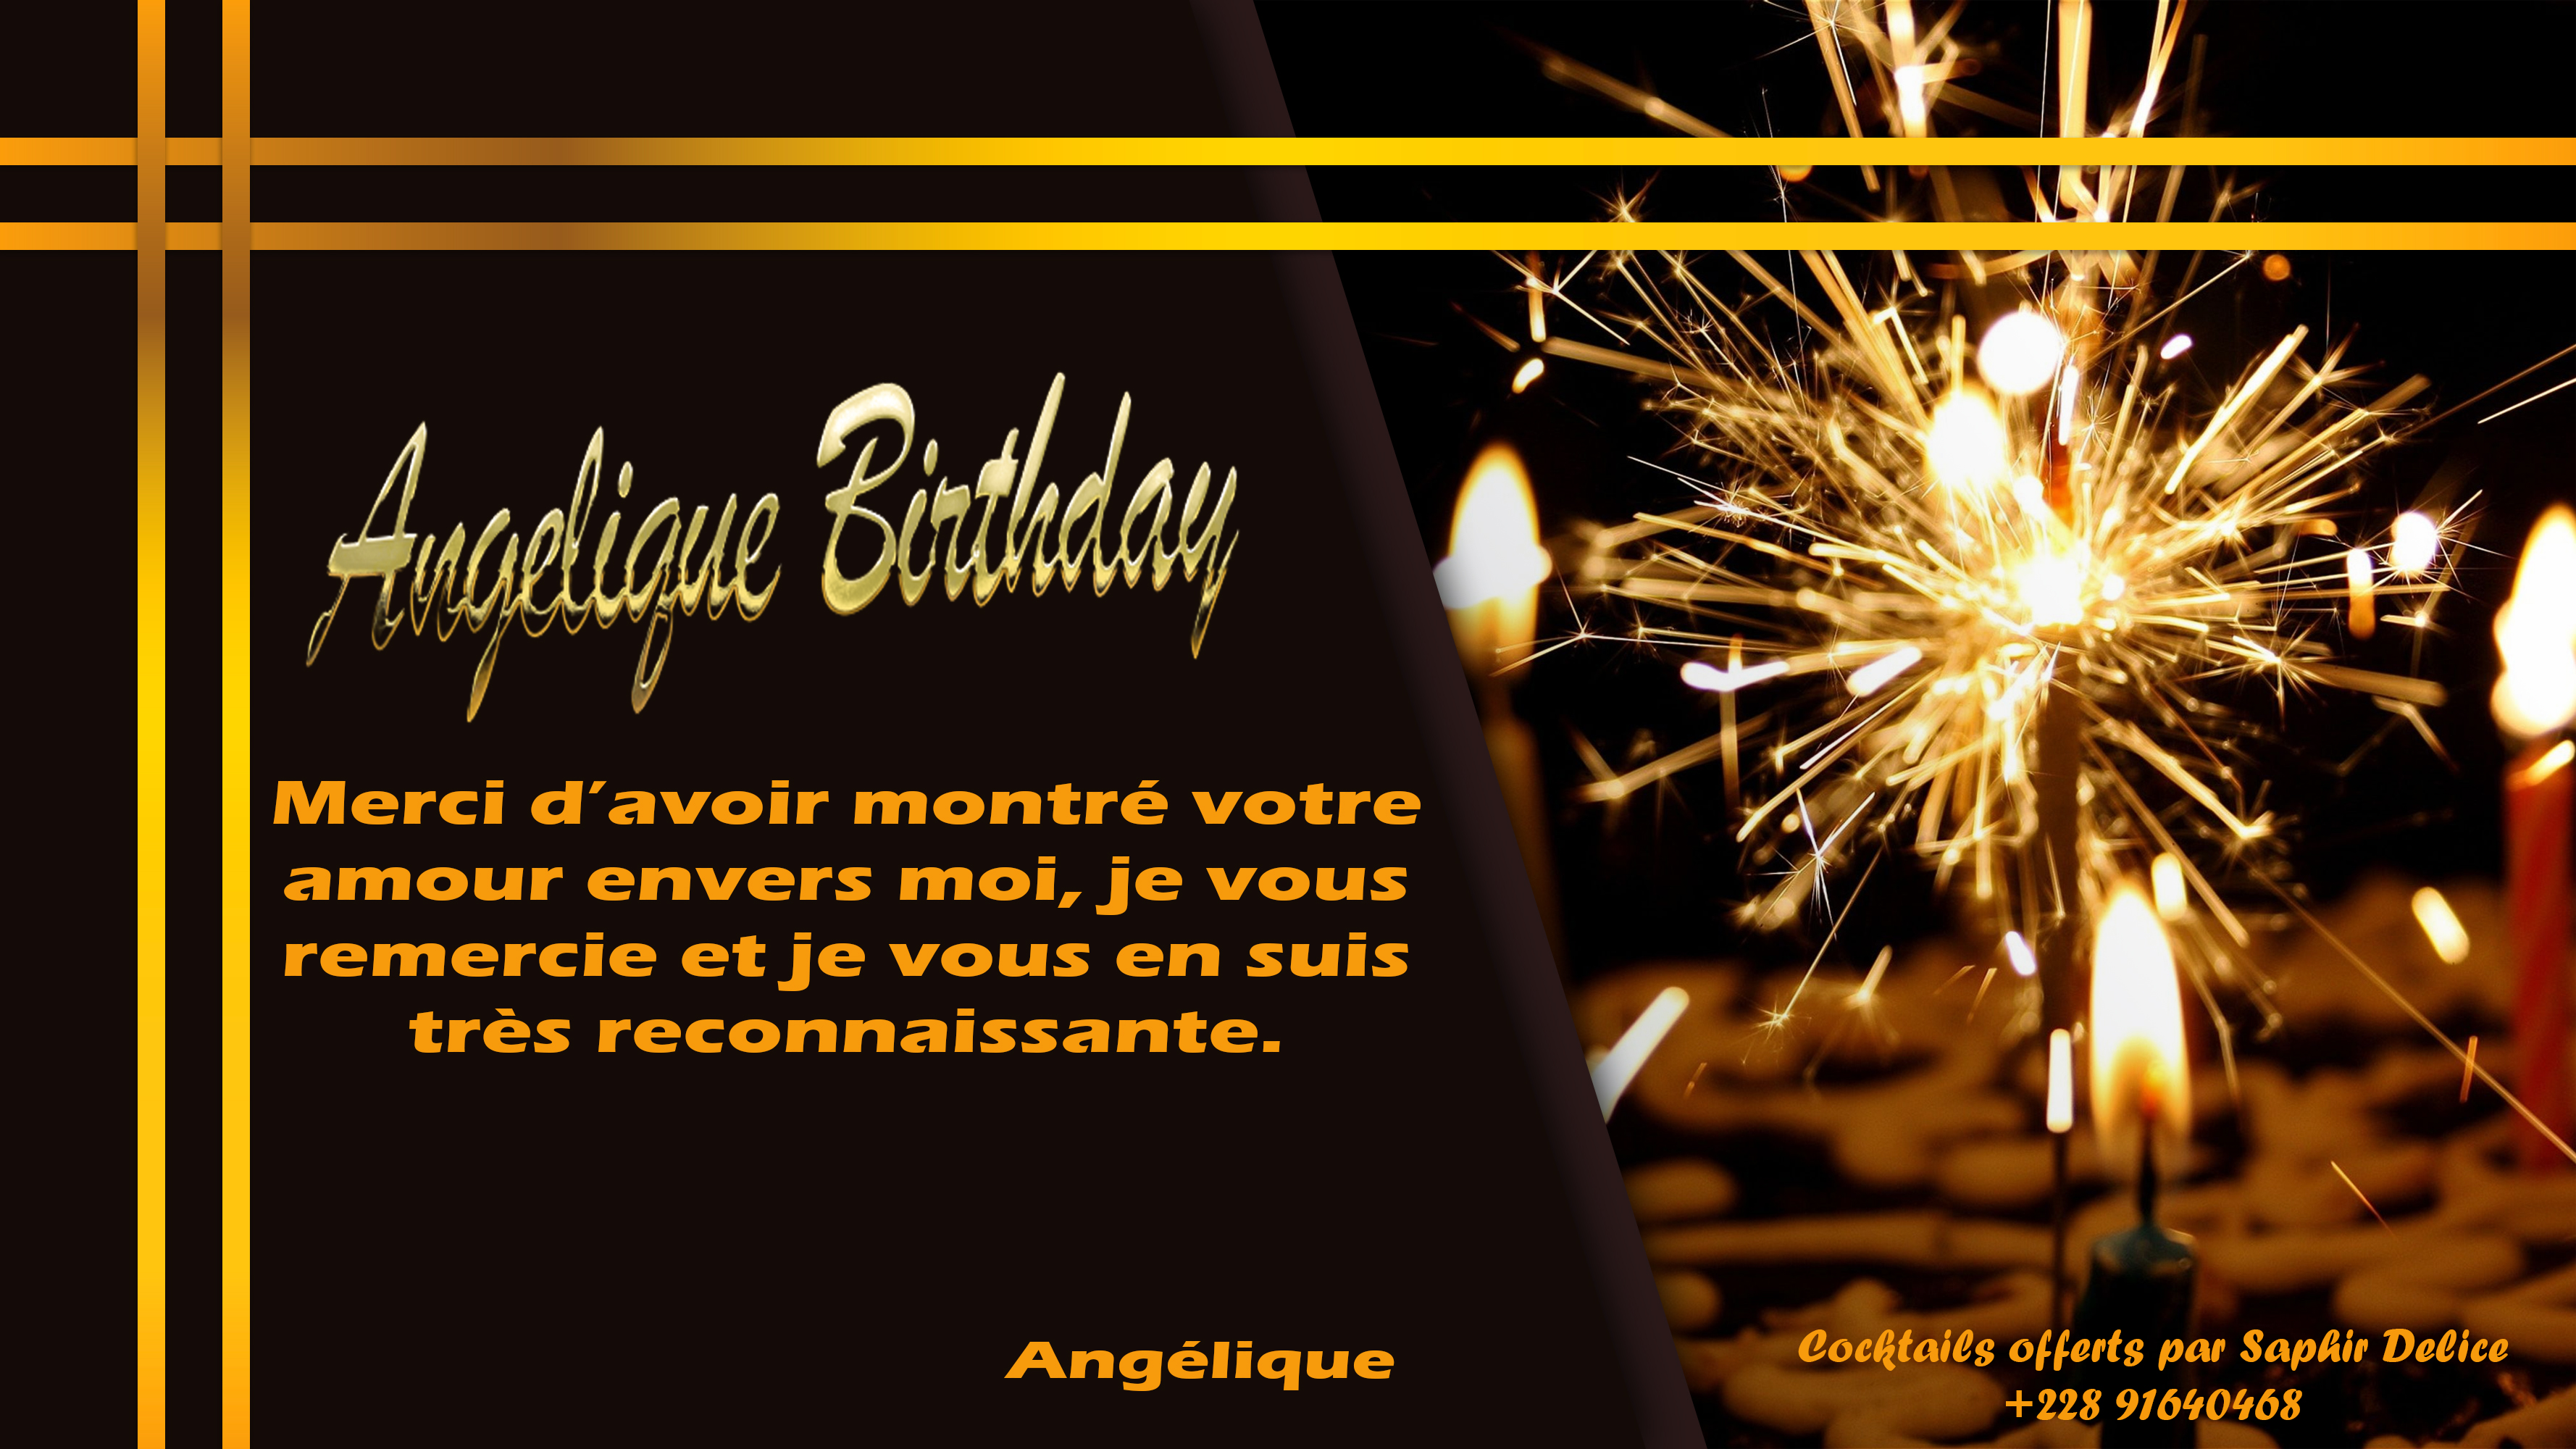 Angelique Birthday
Merci d’avoir montré votre
amour envers moi, je vous
remercie et je vous en suis
très reconnaissante.
Angélique
Cocktails offerts par Saphir Delice
+228 91640468